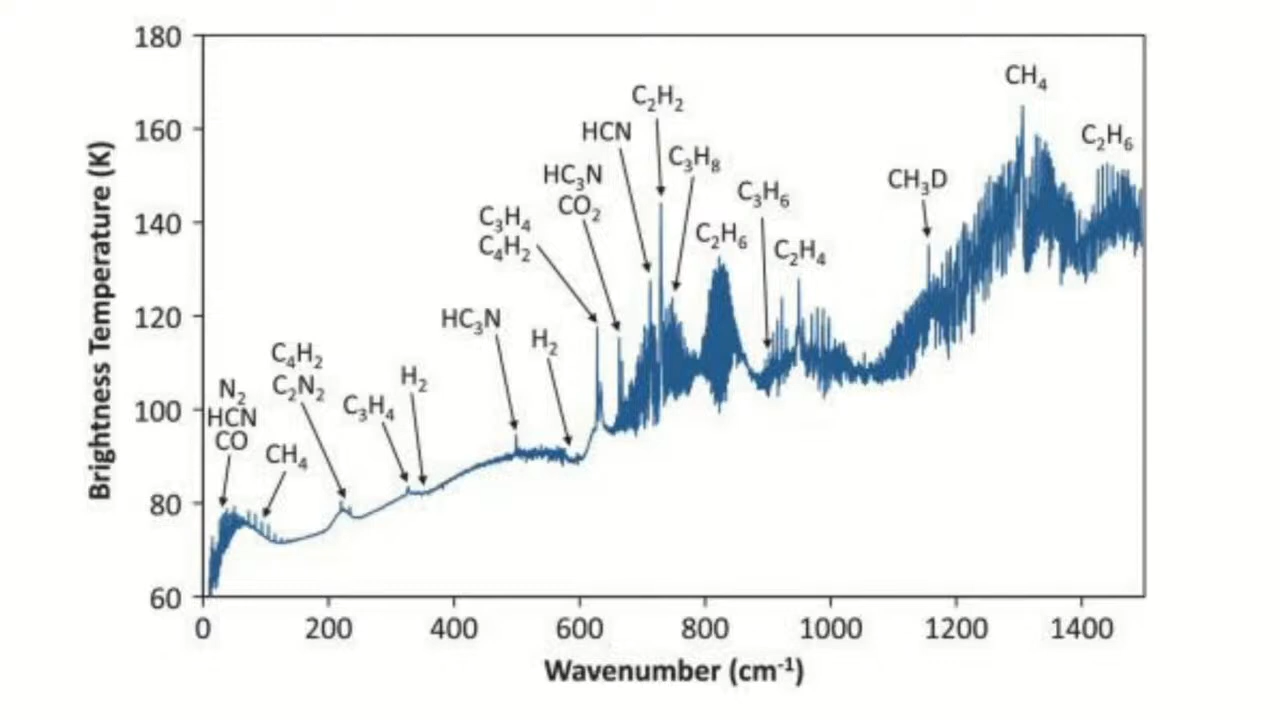 180
160
140
120
100
80
60
Brightness Temperature (K)
0
200
400
600
800
1000
1200
1400
Wavenumber (cm⁻¹)
N₂
HCN
CO
CH₄
C₄H₂
C₂N₂
C₃H₄
H₂
HC₃N
H₂
C₃H₄
C₄H₂
HC₃N
CO₂
HCN
C₂H₂
C₃H₈
C₂H₆
C₃H₆
C₂H₄
CH₃D
CH₄
C₂H₆